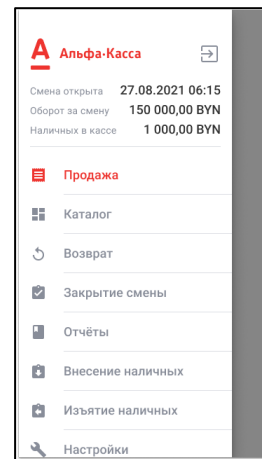 Альфа·Касса
Смена открыта 27.08.2021 06:15
Оборот за смену 150 000,00 BYN
Наличных в кассе 1 000,00 BYN
Продажа
Каталог
Возврат
Закрытие смены
Отчёты
Внесение наличных
Изъятие наличных
Настройки